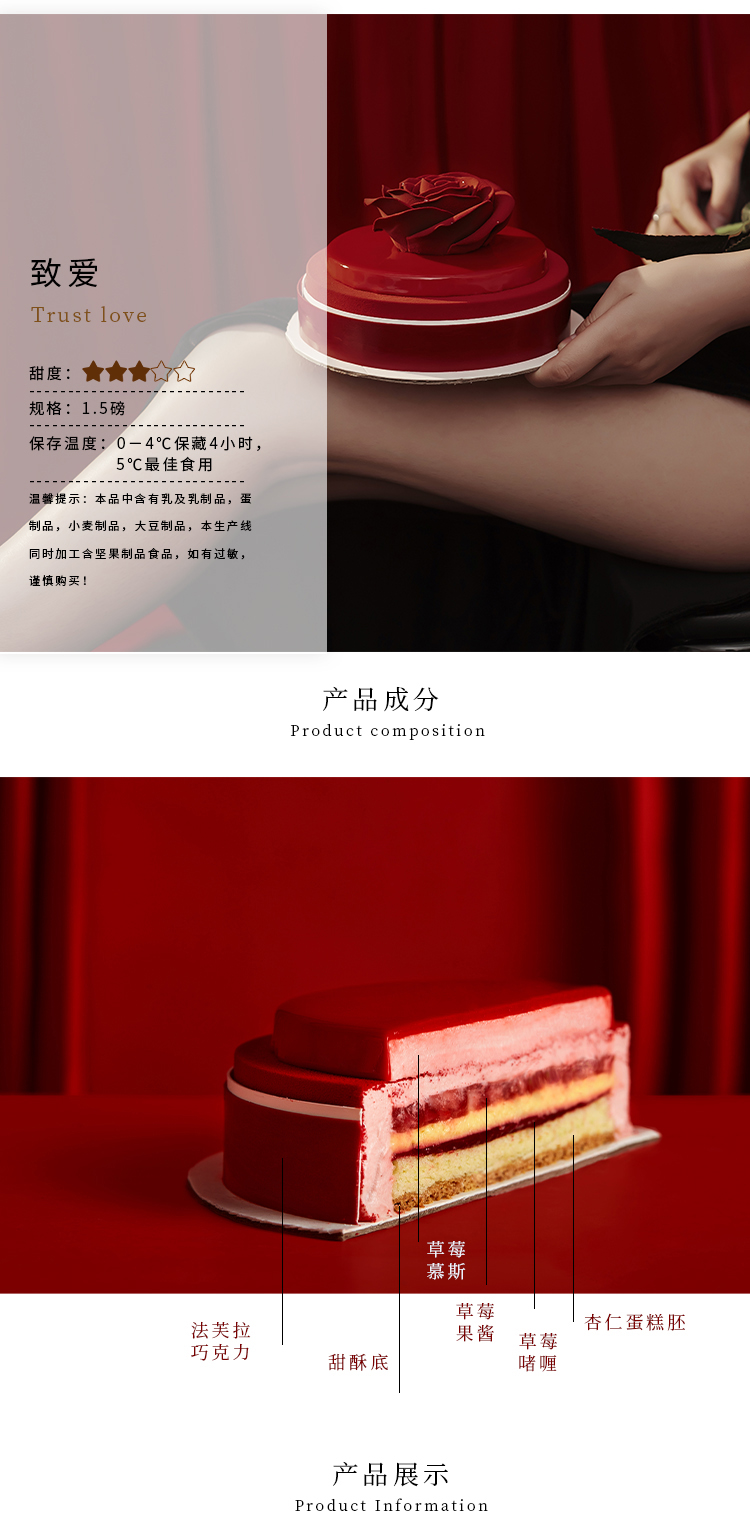 致爱
Trust love
甜度：
规格：1.5磅
保存温度：0－4℃保藏4小时，
5℃最佳食用
温馨提示：本品中含有乳及乳制品，蛋
制品，小麦制品，大豆制品，本生产线
同时加工含坚果制品食品，如有过敏，
谨慎购买！
产品成分
Product composition
草莓
慕斯
草莓
果酱
法芙拉
巧克力
甜酥底
草莓
啫喱
杏仁蛋糕胚
产品展示
Product Information